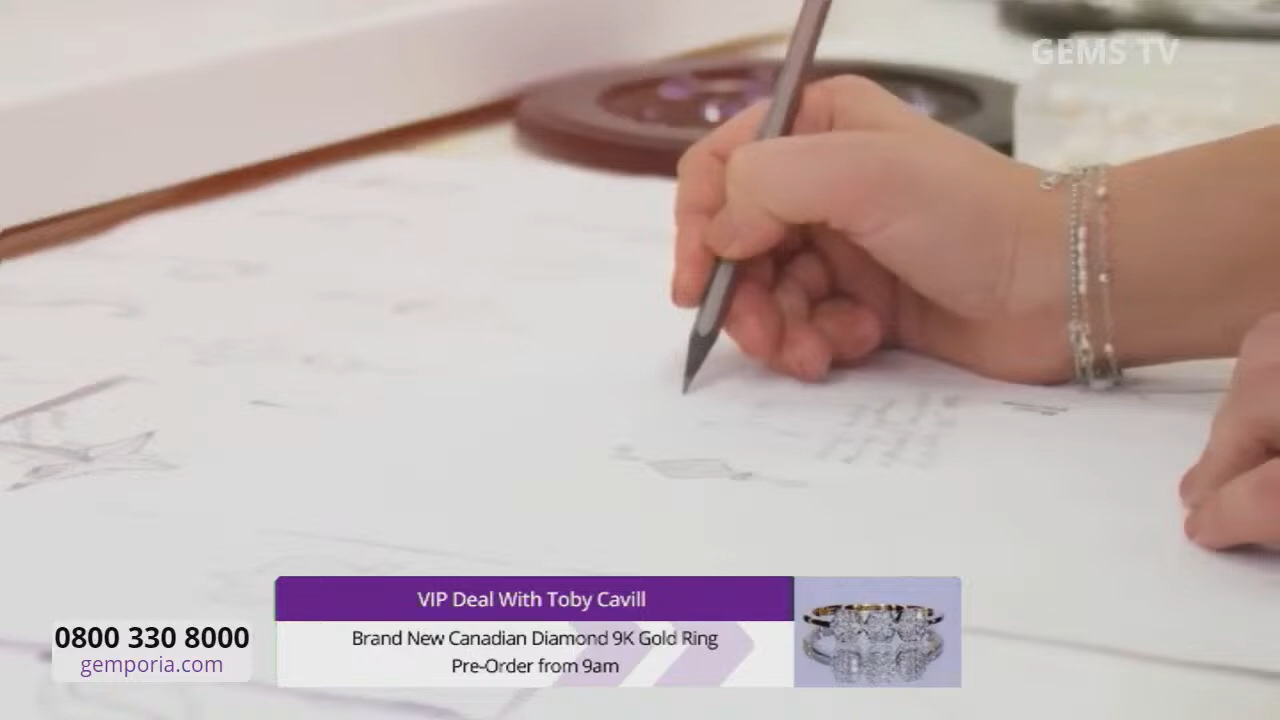 GEMS TV
VIP Deal With Toby Cavill
Brand New Canadian Diamond 9K Gold Ring
Pre-Order from 9am
0800 330 8000
gemporia.com